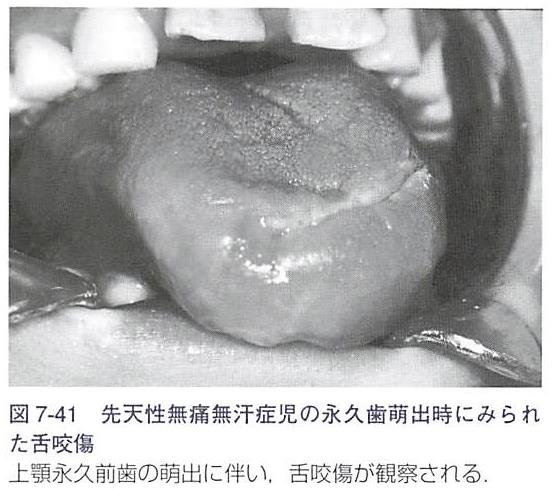 図 7-41 先天性無痛無汗症児の永久歯萌出時にみられ
た舌咬傷
上顎永久前歯の萌出に伴い，舌咬傷が観察される．